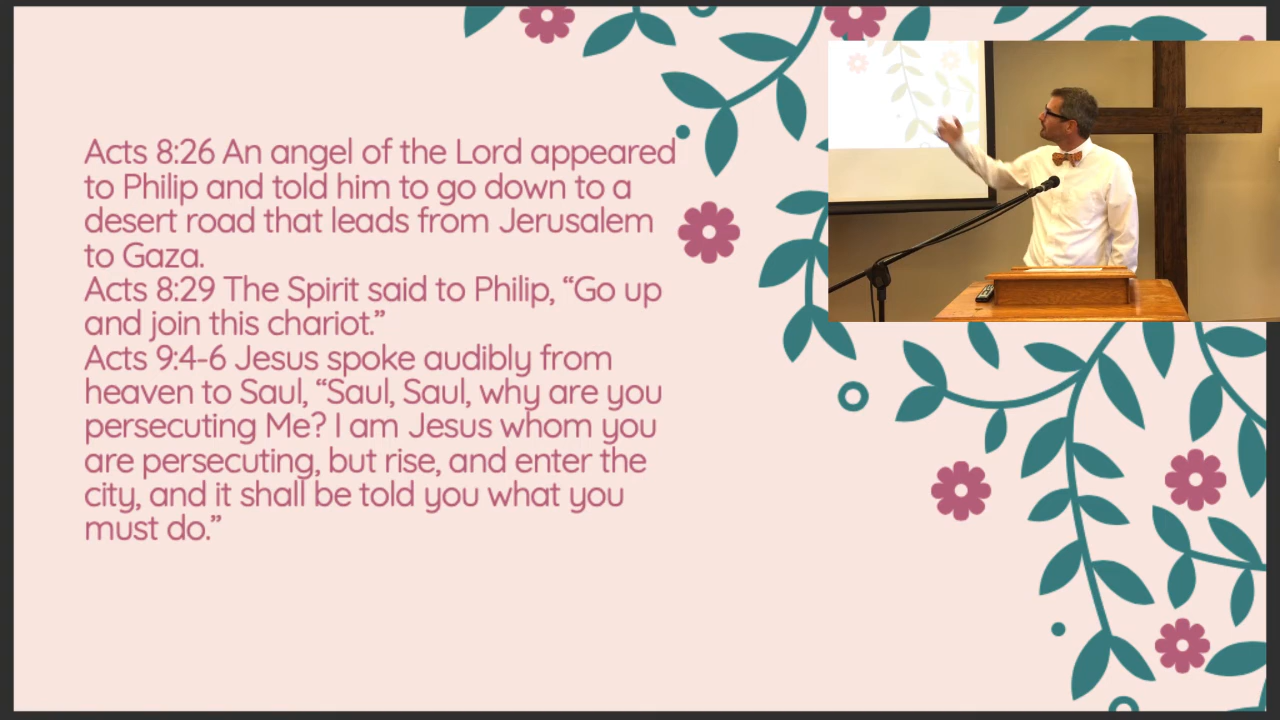 Acts 8:26 An angel of the Lord appeared
to Philip and told him to go down to a
desert road that leads from Jerusalem
to Gaza.
Acts 8:29 The Spirit said to Philip, “Go up
and join this chariot.”
Acts 9:4-6 Jesus spoke audibly from
heaven to Saul, “Saul, Saul, why are you
persecuting Me? I am Jesus whom you
are persecuting, but rise, and enter the
city, and it shall be told you what you
must do.”